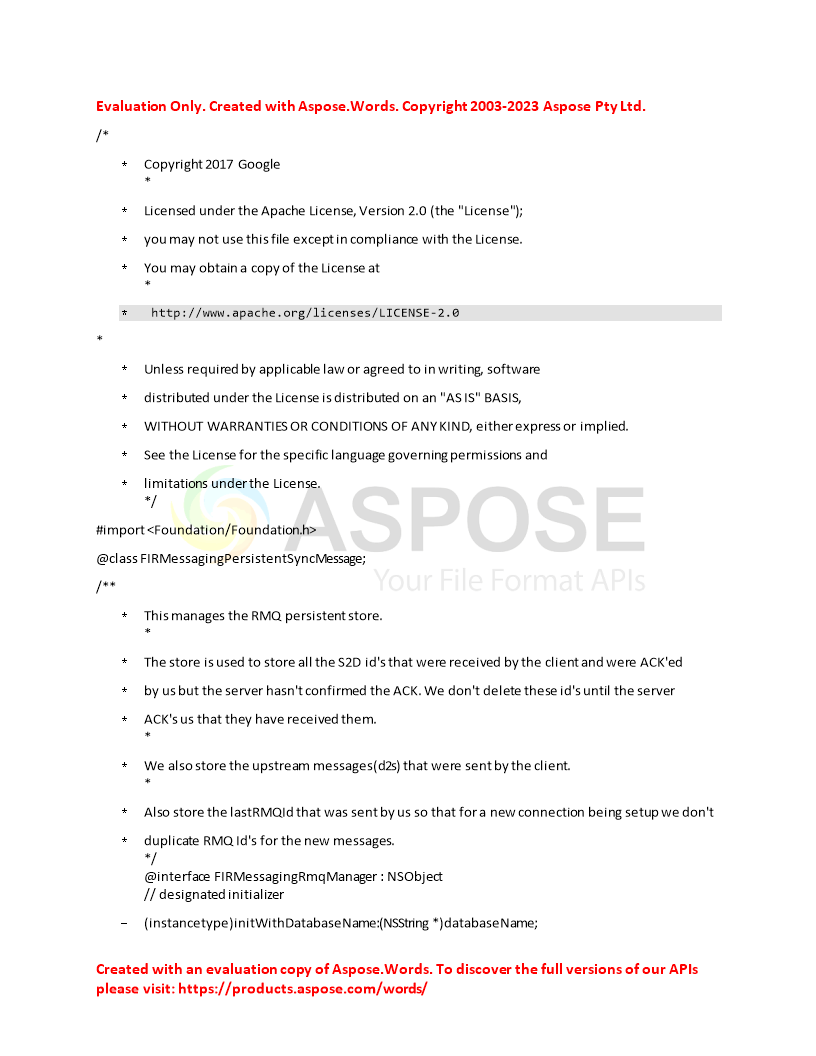 Evaluation Only. Created with Aspose.Words. Copyright 2003-2023 Aspose Pty Ltd.
/*
* Copyright 2017 Google
*
* Licensed under the Apache License, Version 2.0 (the "License");
* you may not use this file except in compliance with the License.
* You may obtain a copy of the License at
*
* http://www.apache.org/licenses/LICENSE-2.0
*
* Unless required by applicable law or agreed to in writing, software
* distributed under the License is distributed on an "AS IS" BASIS,
* WITHOUT WARRANTIES OR CONDITIONS OF ANY KIND, either express or implied.
* See the License for the specific language governing permissions and
* limitations under the License.
*/
ASPOSE
#import <Foundation/Foundation.h>
@class FIRMessagingPersistentSyncMessage;
Your File Format APIs
/**
* This manages the RMQ persistent store.
*
* The store is used to store all the S2D id's that were received by the client and were ACK'ed
* by us but the server hasn't confirmed the ACK. We don't delete these id's until the server
* ACK's us that they have received them.
*
* We also store the upstream messages(d2s) that were sent by the client.
*
* Also store the lastRMQId that was sent by us so that for a new connection being setup we don't
* duplicate RMQ Id's for the new messages.
*/
@interface FIRMessagingRmqManager : NSObject
// designated initializer
– (instancetype)initWithDatabaseName:(NSString *)databaseName;
Created with an evaluation copy of Aspose.Words. To discover the full versions of our APIs
please visit: https://products.aspose.com/words/